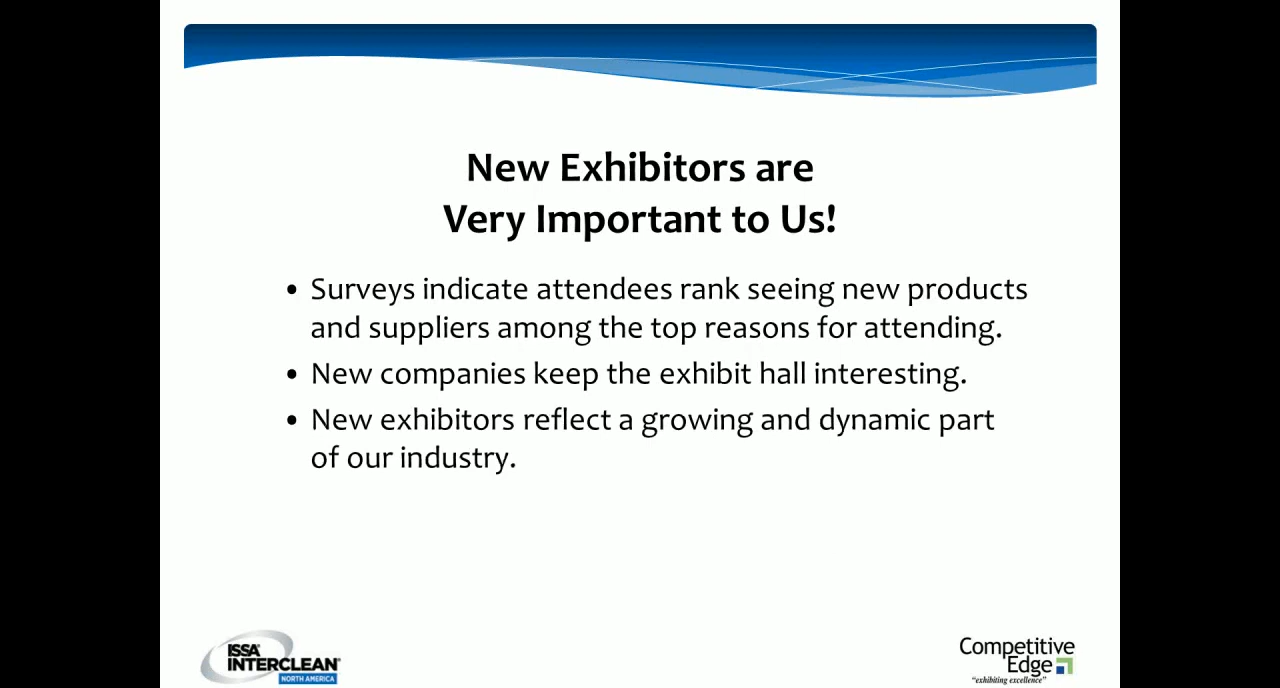 New Exhibitors are
Very Important to Us!
• Surveys indicate attendees rank seeing new products
and suppliers among the top reasons for attending.
• New companies keep the exhibit hall interesting.
• New exhibitors reflect a growing and dynamic part
of our industry.
ISSA
INTERCLEAN
NORTH AMERICA
Competitive
Edge
"exhibiting excellence"